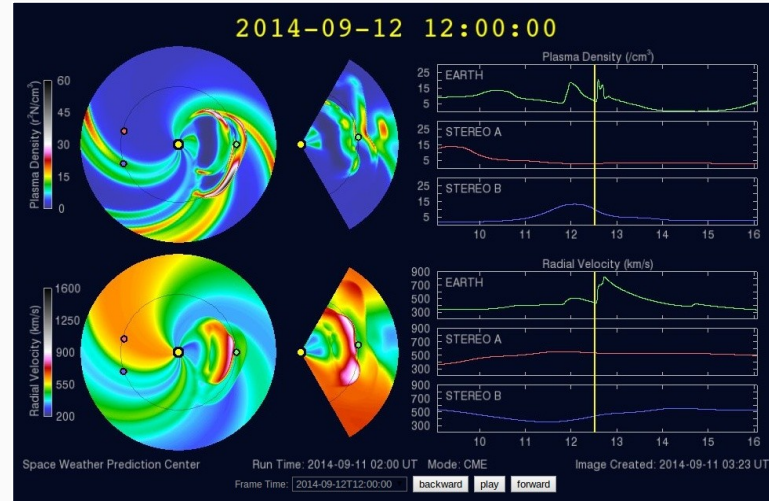 2014-09-12 12:00:00
Plasma Density (r²N/cm³)
60
45
30
15
0
Plasma Density (/cm³)
EARTH
25
15
5
STEREO A
25
15
5
STEREO B
25
15
5
10 11 12 13 14 15 16
Radial Velocity (km/s)
1600
1250
900
550
200
Radial Velocity (km/s)
EARTH
900
700
500
300
STEREO A
900
700
500
300
STEREO B
900
700
500
300
10 11 12 13 14 15 16
Space Weather Prediction Center Run Time: 2014-09-11 02:00 UT Mode: CME Image Created: 2014-09-11 03:23 UT
Frame Time: 2014-09-12T12:00:00 backward play forward